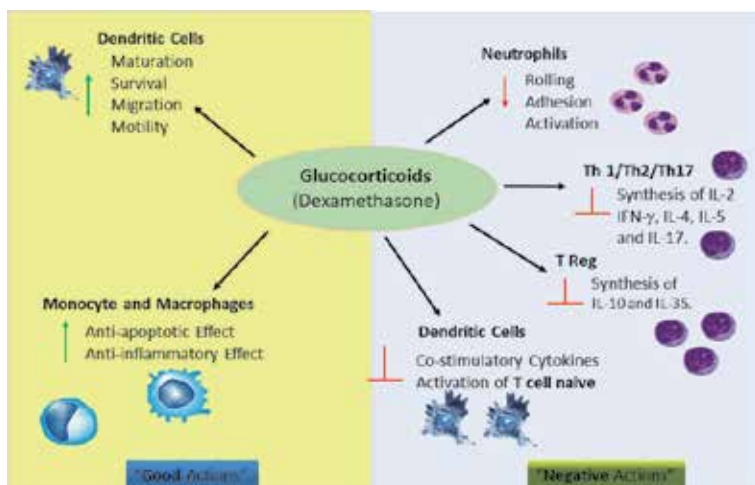 Dendritic Cells
Maturation
Survival
Migration
Motility
Neutrophils
Rolling
Adhesion
Activation
Glucocorticoids
(Dexamethasone)
Th 1/Th2/Th17
Synthesis of IL-2
IFN-γ, IL-4, IL-5
and IL-17.
T Reg
Synthesis of
IL-10 and IL-35.
Monocyte and Macrophages
Anti-apoptotic Effect
Anti-inflammatory Effect
Dendritic Cells
Co-stimulatory Cytokines
Activation of T cell naive
"Good Actions"
"Negative Actions"